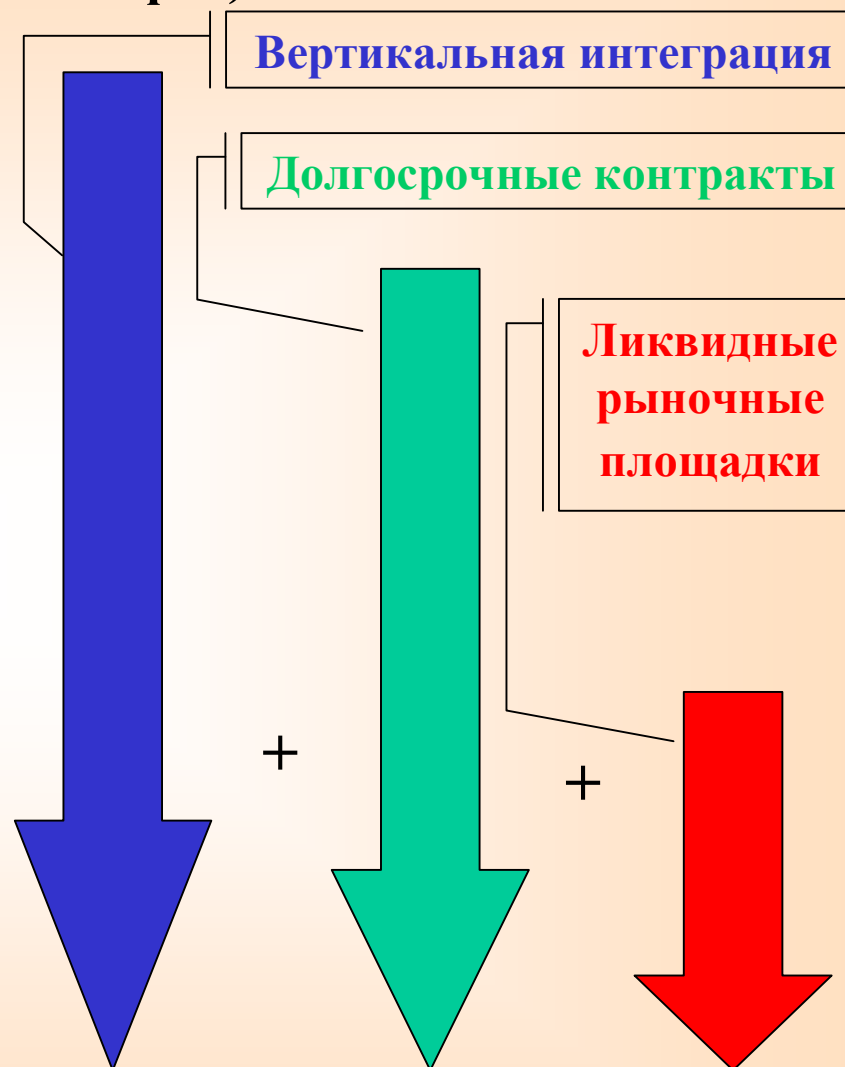 Вертикальная интеграция
Долгосрочные контракты
Ликвидные
рыночные
площадки
+
+